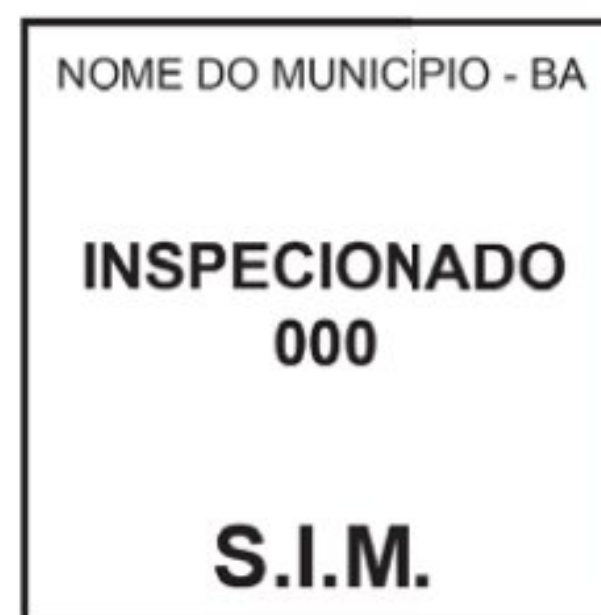 NOME DO MUNICÍPIO - BA
INSPECIONADO
000
S.I.M.